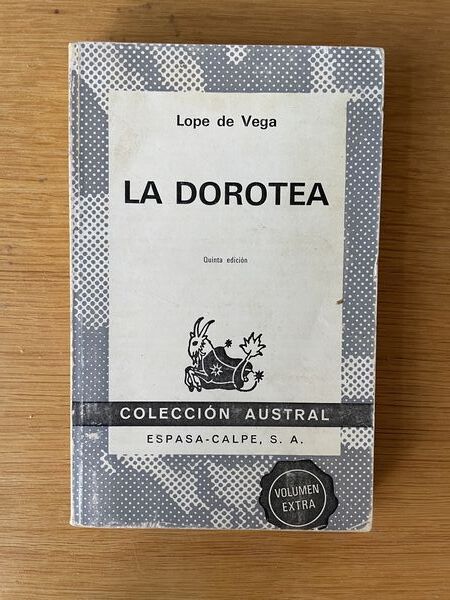 Lope de Vega
LA DOROTEA
Quinta edición
COLECCIÓN AUSTRAL
ESPASA-CALPE, S. A.
VOLUMEN
EXTRA